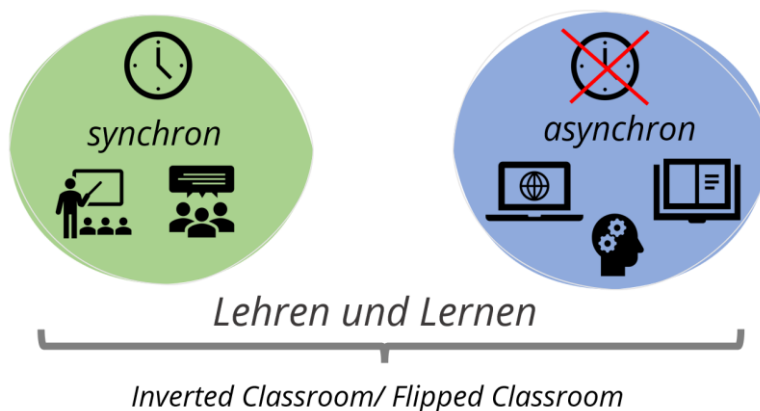 synchron
asynchron
Lehren und Lernen
Inverted Classroom/ Flipped Classroom